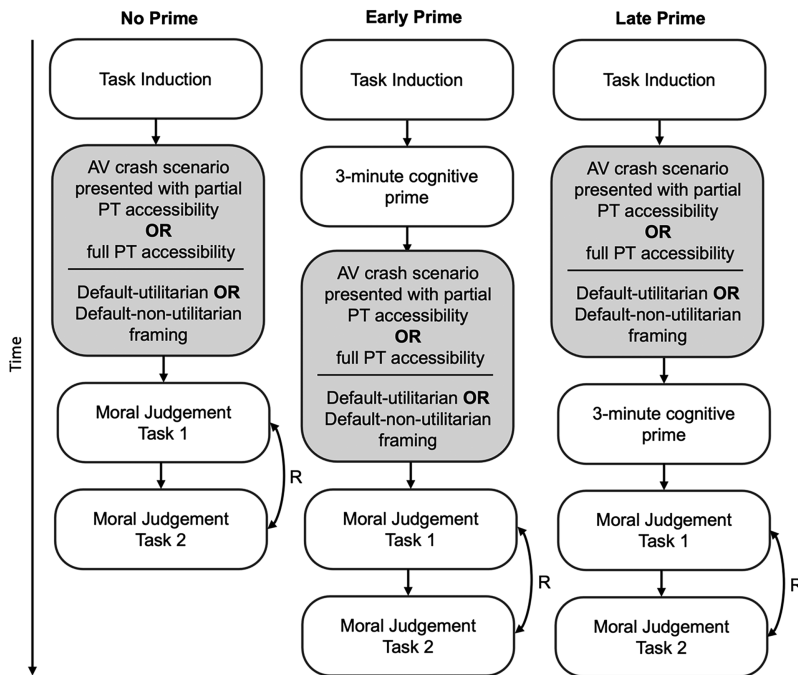 No Prime
Early Prime
Late Prime
Time
Task Induction
AV crash scenario
presented with partial
PT accessibility
OR
full PT accessibility
Default-utilitarian OR
Default-non-utilitarian
framing
Moral Judgement
Task 1
R
Moral Judgement
Task 2
Task Induction
3-minute cognitive
prime
AV crash scenario
presented with partial
PT accessibility
OR
full PT accessibility
Default-utilitarian OR
Default-non-utilitarian
framing
Moral Judgement
Task 1
R
Moral Judgement
Task 2
Task Induction
AV crash scenario
presented with partial
PT accessibility
OR
full PT accessibility
Default-utilitarian OR
Default-non-utilitarian
framing
3-minute cognitive
prime
Moral Judgement
Task 1
R
Moral Judgement
Task 2